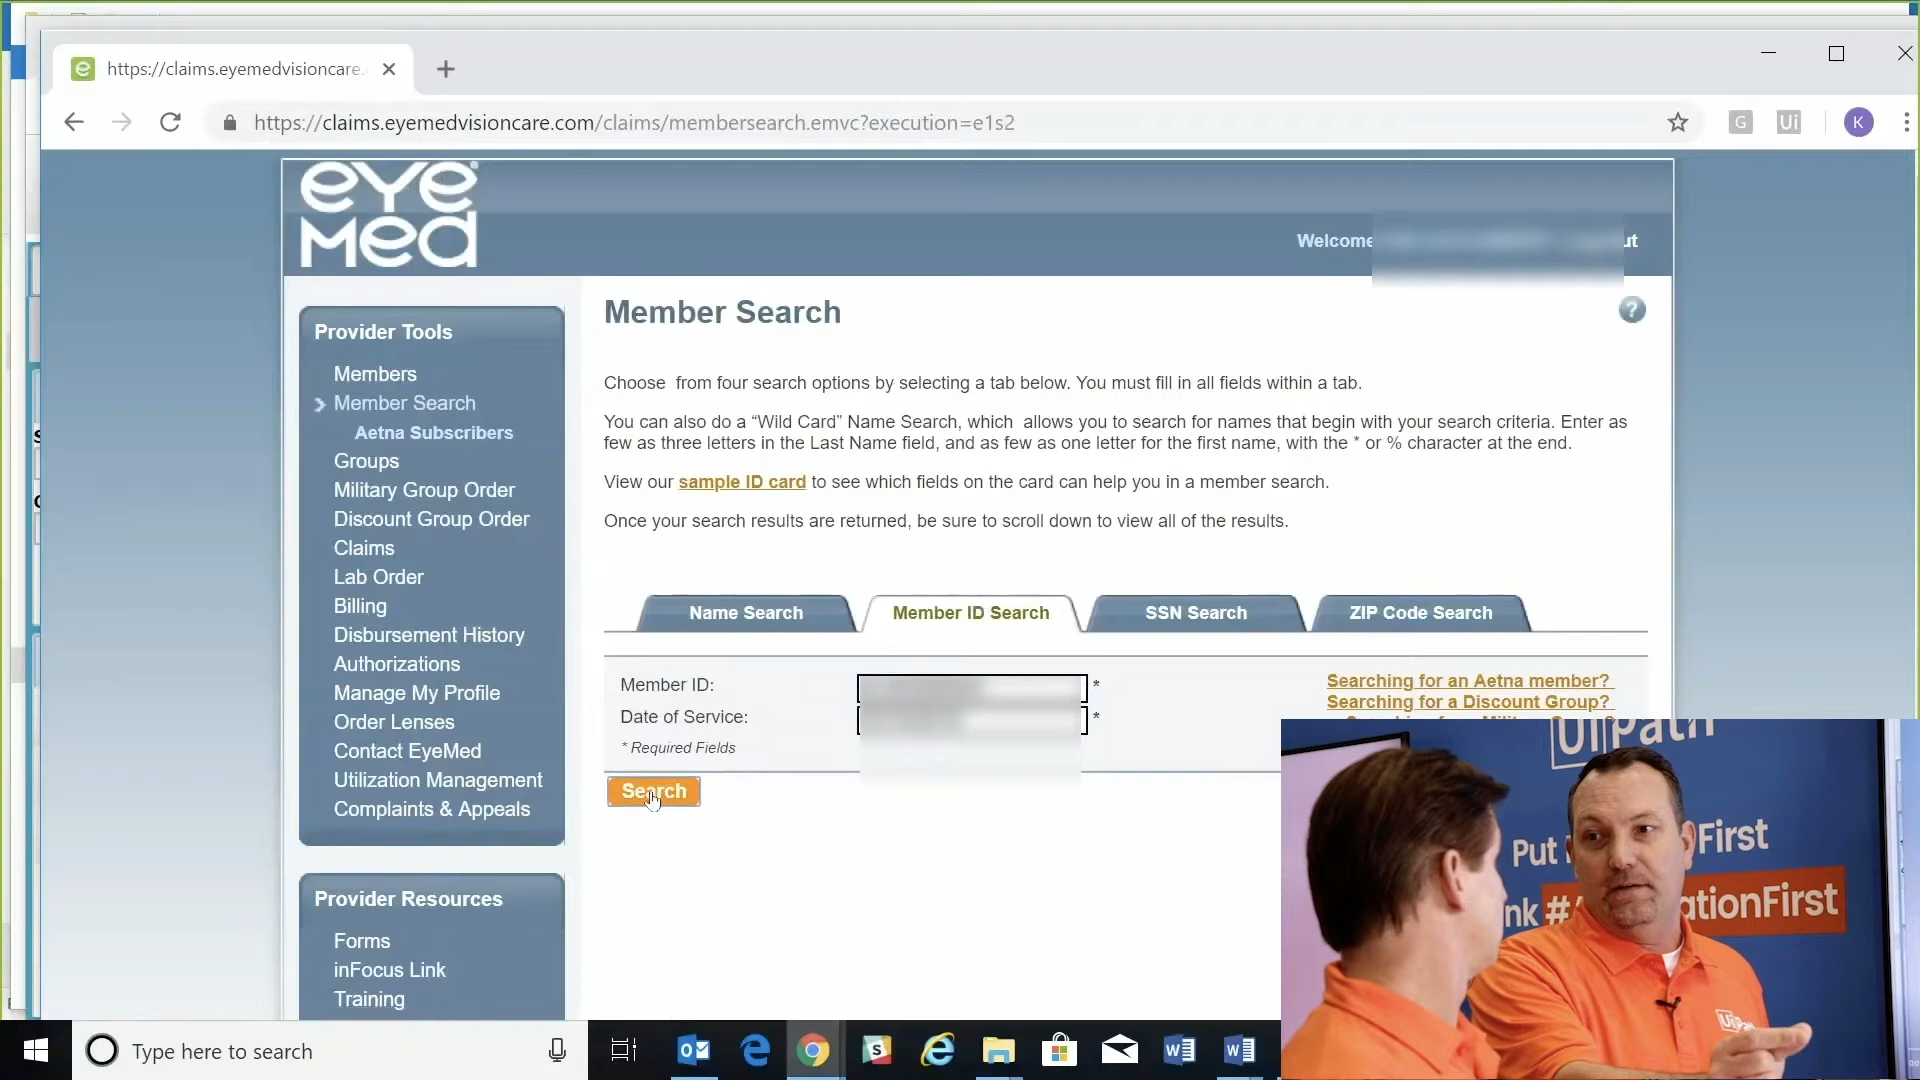 https://claims.eyemedvisioncare.
https://claims.eyemedvisioncare.com/claims/membersearch.emvc?execution=e1s2
G
Ui
K
eye
med
Welcome
ut
Provider Tools
Members
Member Search
Aetna Subscribers
Groups
Military Group Order
Discount Group Order
Claims
Lab Order
Billing
Disbursement History
Authorizations
Manage My Profile
Order Lenses
Contact EyeMed
Utilization Management
Complaints & Appeals
Provider Resources
Forms
inFocus Link
Training
Member Search
?
Choose from four search options by selecting a tab below. You must fill in all fields within a tab.
You can also do a “Wild Card” Name Search, which allows you to search for names that begin with your search criteria. Enter as
few as three letters in the Last Name field, and as few as one letter for the first name, with the * or % character at the end.
View our sample ID card to see which fields on the card can help you in a member search.
Once your search results are returned, be sure to scroll down to view all of the results.
Name Search
Member ID Search
SSN Search
ZIP Code Search
Member ID: *
Date of Service: *
* Required Fields
Searching for an Aetna member?
Searching for a Discount Group?
Search
UiPath
Put First
#A ationFirst
UiPath
Type here to search